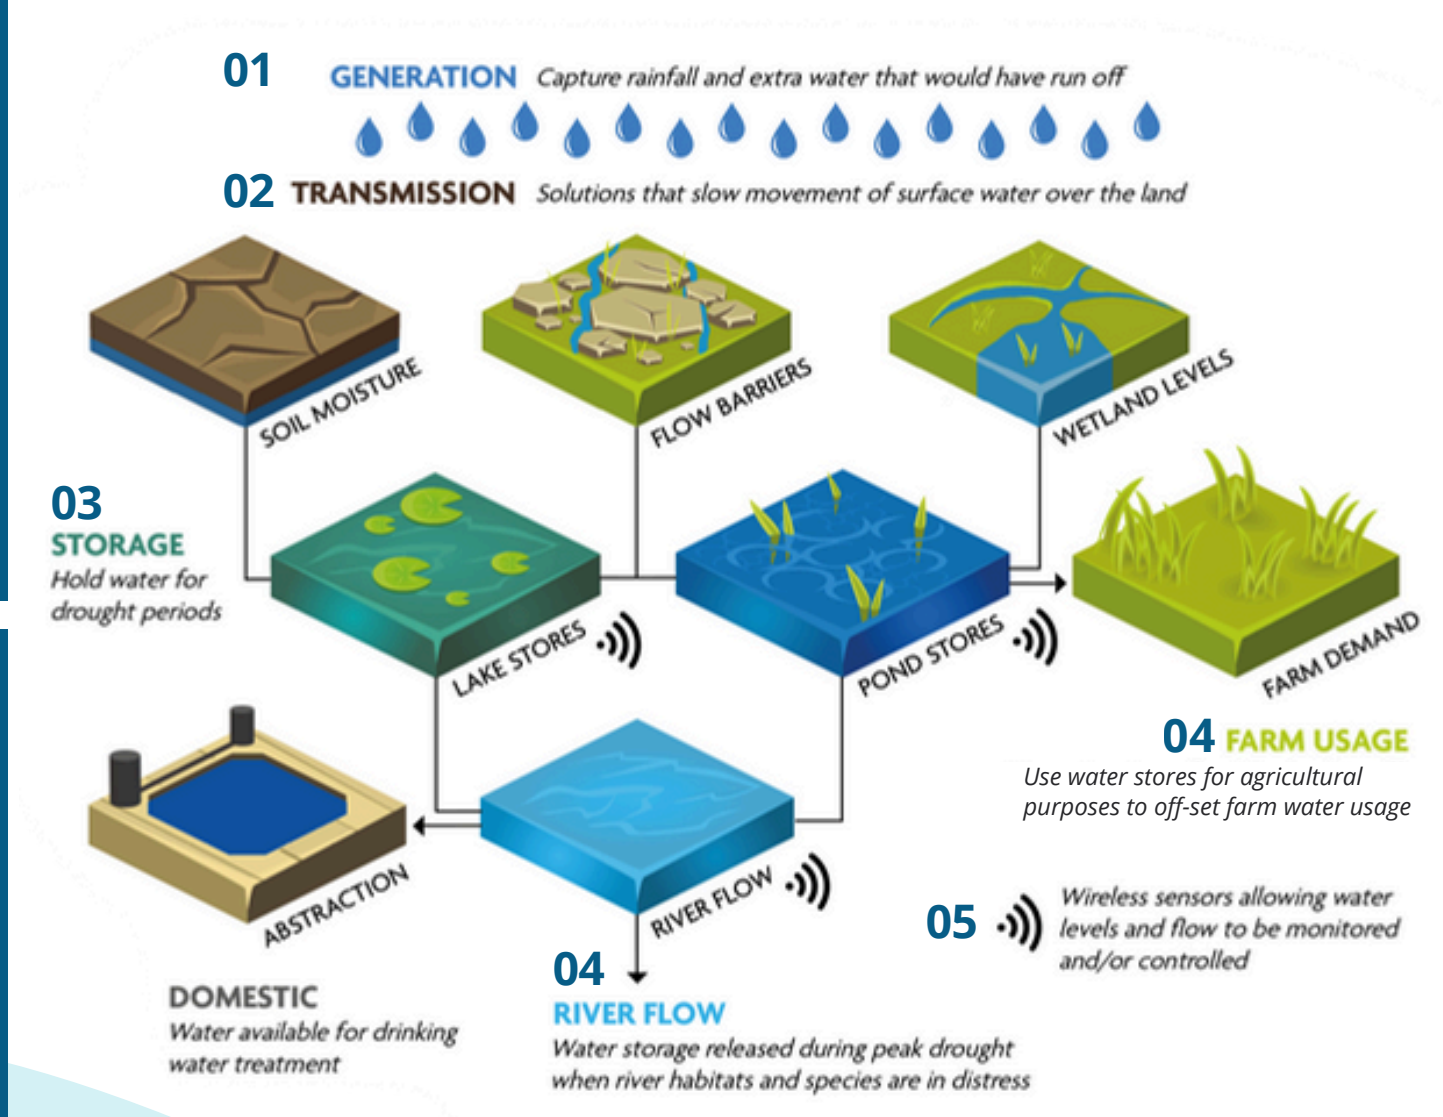 01 GENERATION Capture rainfall and extra water that would have run off
02 TRANSMISSION Solutions that slow movement of surface water over the land
SOIL MOISTURE
FLOW BARRIERS
WETLAND LEVELS
03
STORAGE
Hold water for
drought periods
LAKE STORES
POND STORES
FARM DEMAND
04 FARM USAGE
Use water stores for agricultural
purposes to off-set farm water usage
ABSTRACTION
RIVER FLOW
05 Wireless sensors allowing water
levels and flow to be monitored
and/or controlled
DOMESTIC
Water available for drinking
water treatment
04
RIVER FLOW
Water storage released during peak drought
when river habitats and species are in distress